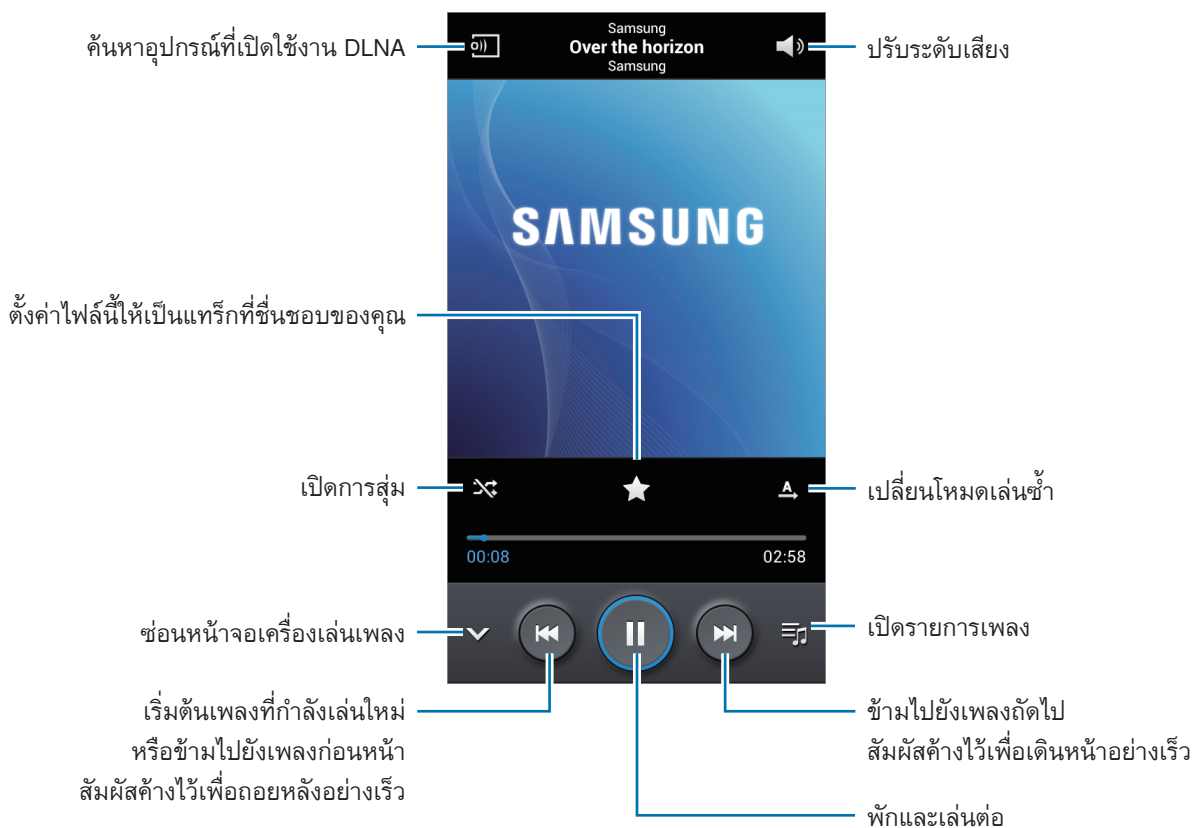 ค้นหาอุปกรณ์ที่เปิดใช้งาน DLNA
Samsung
Over the horizon
Samsung
ปรับระดับเสียง
SAMSUNG
ตั้งค่าไฟล์นี้ให้เป็นแทร็กที่ชื่นชอบของคุณ
เปิดการสุ่ม
A
เปลี่ยนโหมดเล่นซ้ำ
00:08
02:58
ซ่อนหน้าจอเครื่องเล่นเพลง
เปิดรายการเพลง
เริ่มต้นเพลงที่กำลังเล่นใหม่
หรือข้ามไปยังเพลงก่อนหน้า
สัมผัสค้างไว้เพื่อถอยหลังอย่างเร็ว
ข้ามไปยังเพลงถัดไป
สัมผัสค้างไว้เพื่อเดินหน้าอย่างเร็ว
พักและเล่นต่อ